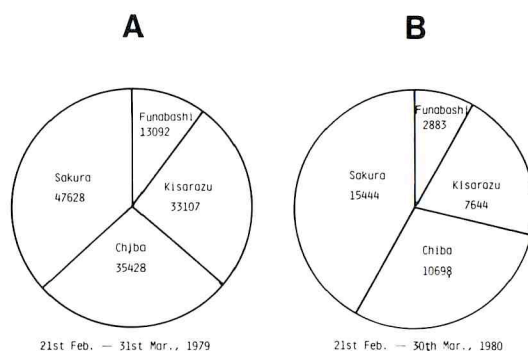 A
Funabashi
13092
Kisarazu
33107
Chiba
35428
Sakura
47628
21st Feb. — 31st Mar., 1979
B
Funabashi
2883
Kisarazu
7644
Chiba
10698
Sakura
15444
21st Feb. — 30th Mar., 1980